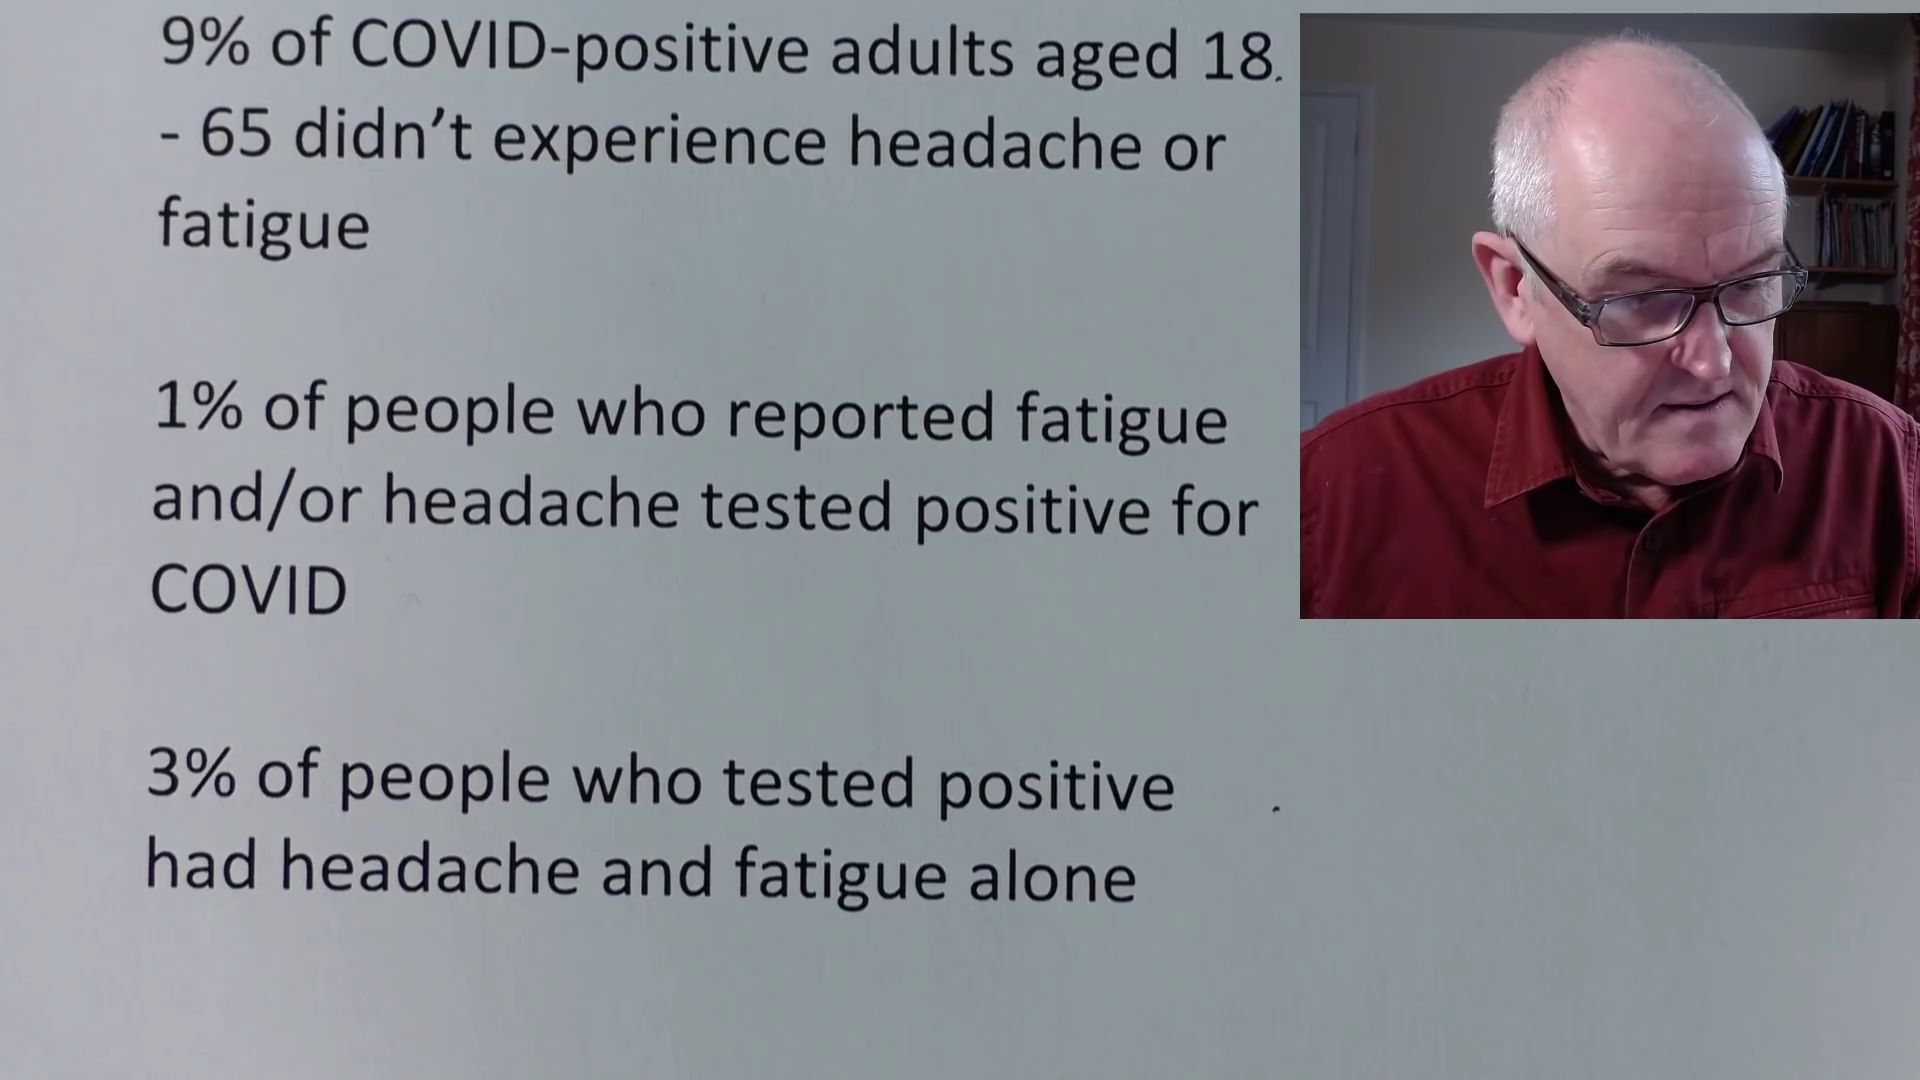 9% of COVID-positive adults aged 18
- 65 didn’t experience headache or
fatigue
1% of people who reported fatigue
and/or headache tested positive for
COVID
3% of people who tested positive
had headache and fatigue alone